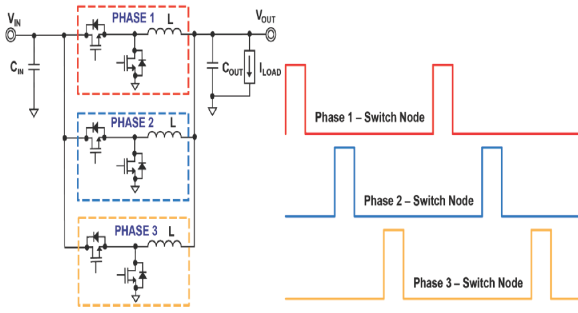 VIN
PHASE 1
L
VOUT
CIN
COUT
ILOAD
PHASE 2
L
PHASE 3
L
Phase 1 – Switch Node
Phase 2 – Switch Node
Phase 3 – Switch Node